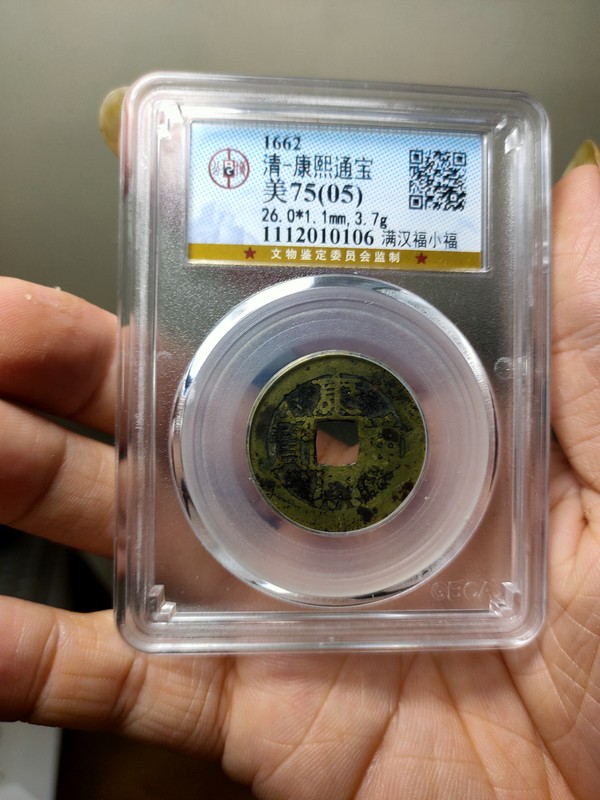 1662
清-康熙通宝
美75(05)
26.0*1.1mm,3.7g
1112010106 满汉福小福
★ 文物鉴定委员会监制 ★